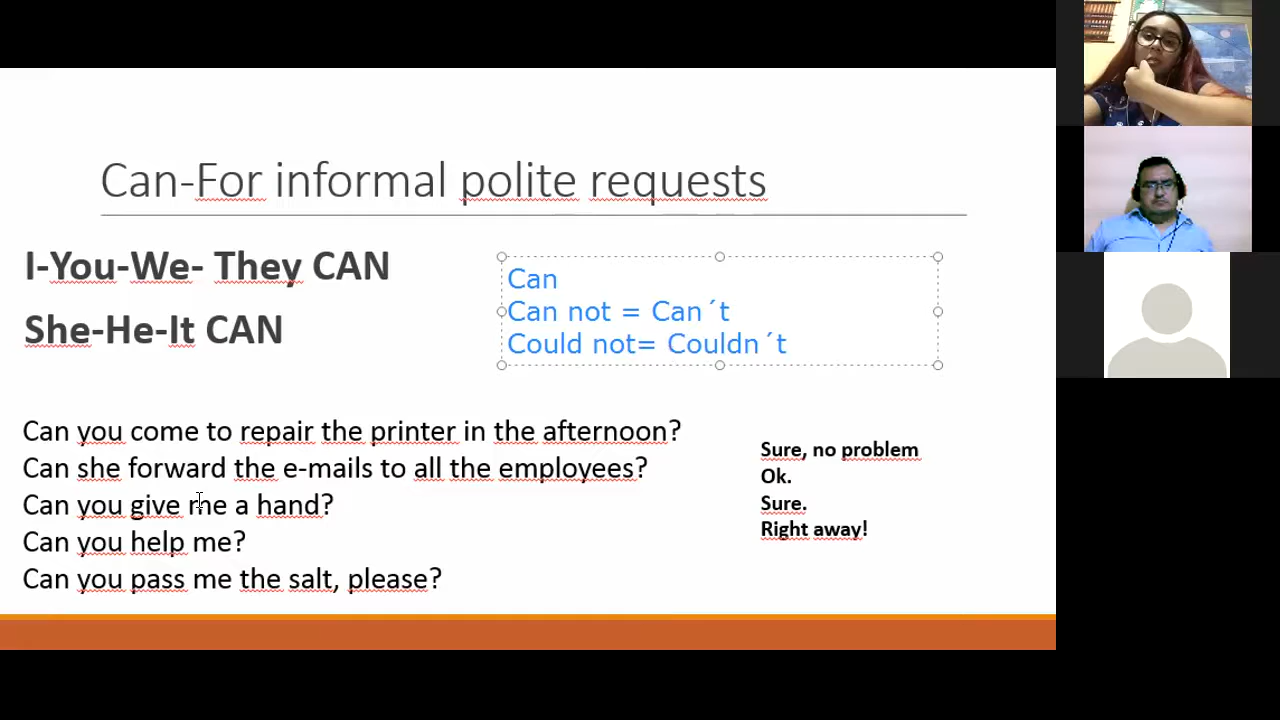 Can-For informal polite requests
I-You-We- They CAN
She-He-It CAN
Can
Can not = Can´t
Could not= Couldn´t
Can you come to repair the printer in the afternoon?
Can she forward the e-mails to all the employees?
Can you give me a hand?
Can you help me?
Can you pass me the salt, please?
Sure, no problem
Ok.
Sure.
Right away!